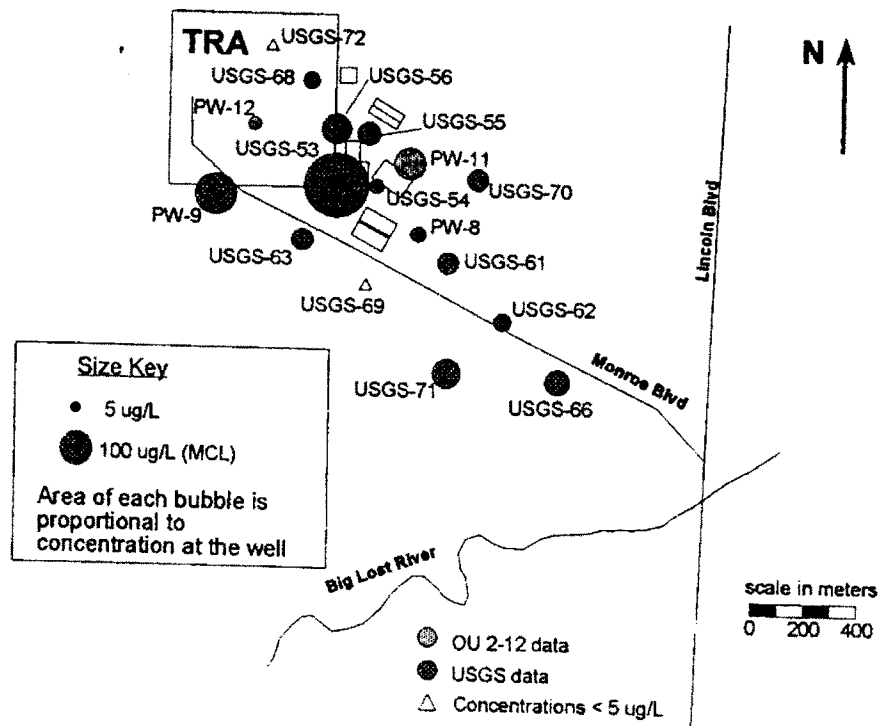 TRA
USGS-72
N
USGS-68
USGS-56
PW-12
USGS-55
USGS-53
PW-11
USGS-54
USGS-70
PW-9
PW-8
USGS-63
USGS-61
Lincoln Blvd
USGS-69
USGS-62
Monroe Blvd
USGS-71
USGS-66
Size Key
5 ug/L
100 ug/L (MCL)
Area of each bubble is
proportional to
concentration at the well
Big Lost River
scale in meters
0 200 400
OU 2-12 data
USGS data
Concentrations < 5 ug/L